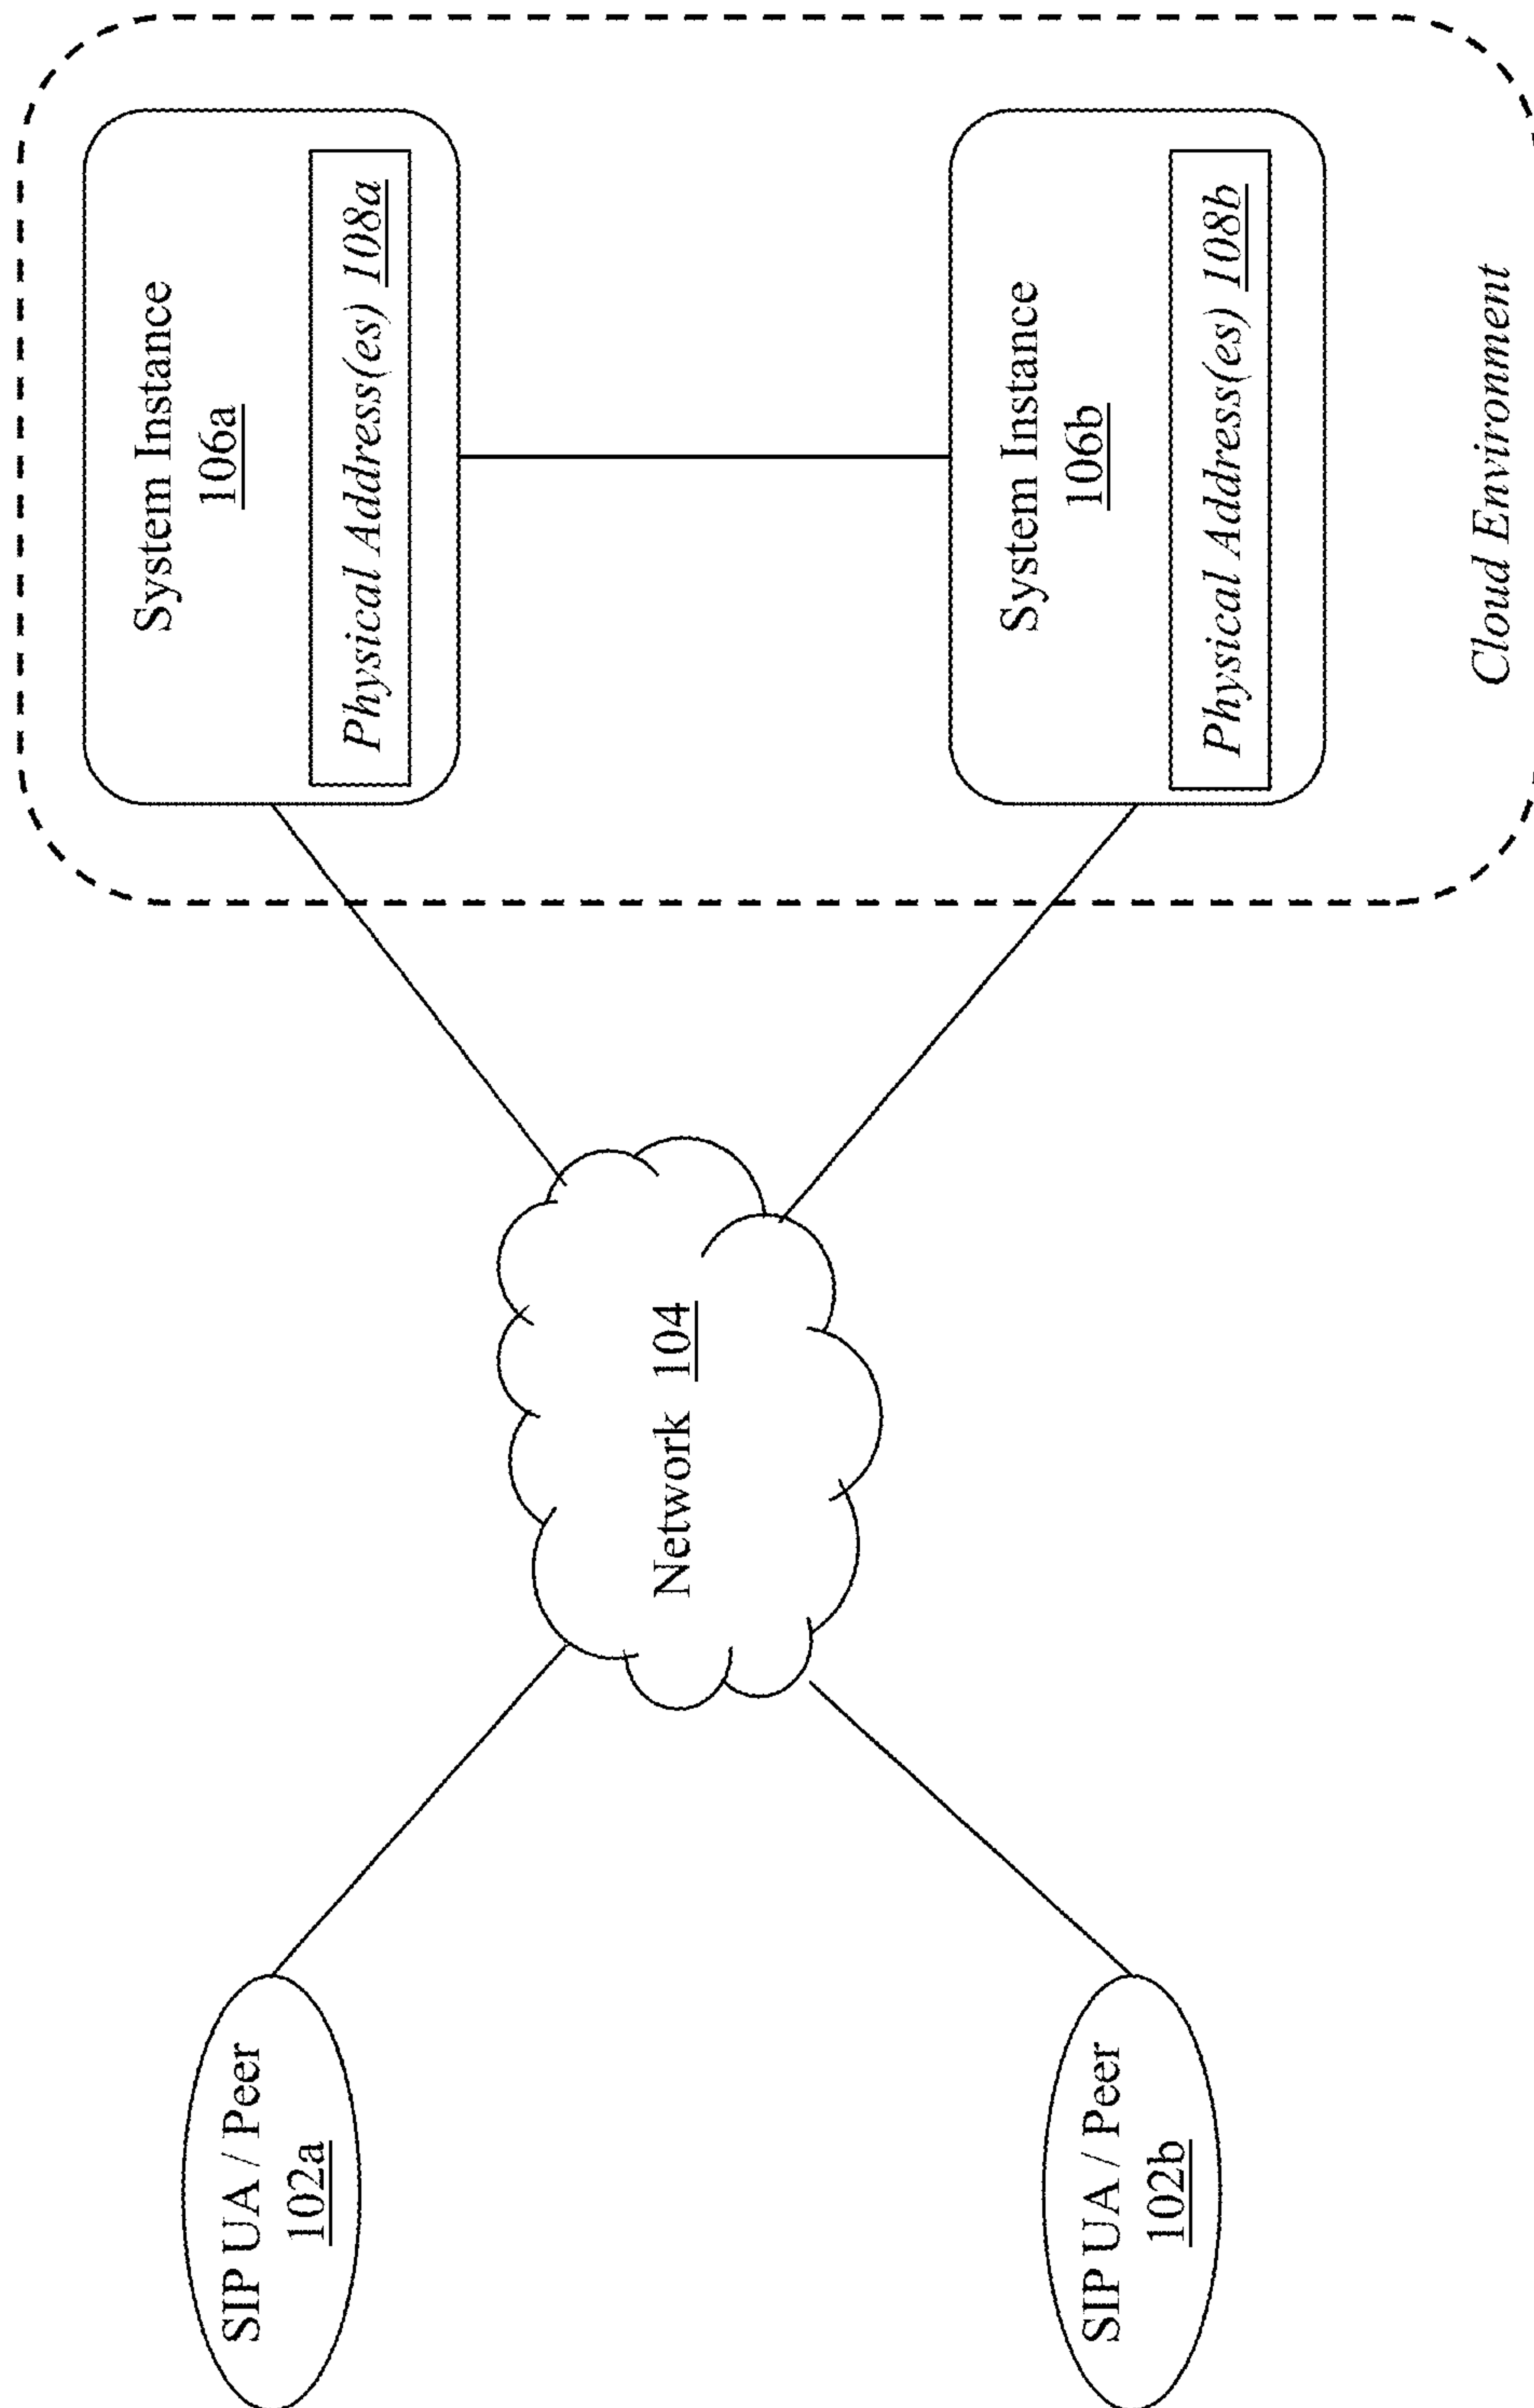 SIP UA / Peer
102a
SIP UA / Peer
102b
Network 104
System Instance
106a
Physical Address(es) 108a
System Instance
106b
Physical Address(es) 108b
Cloud Environment